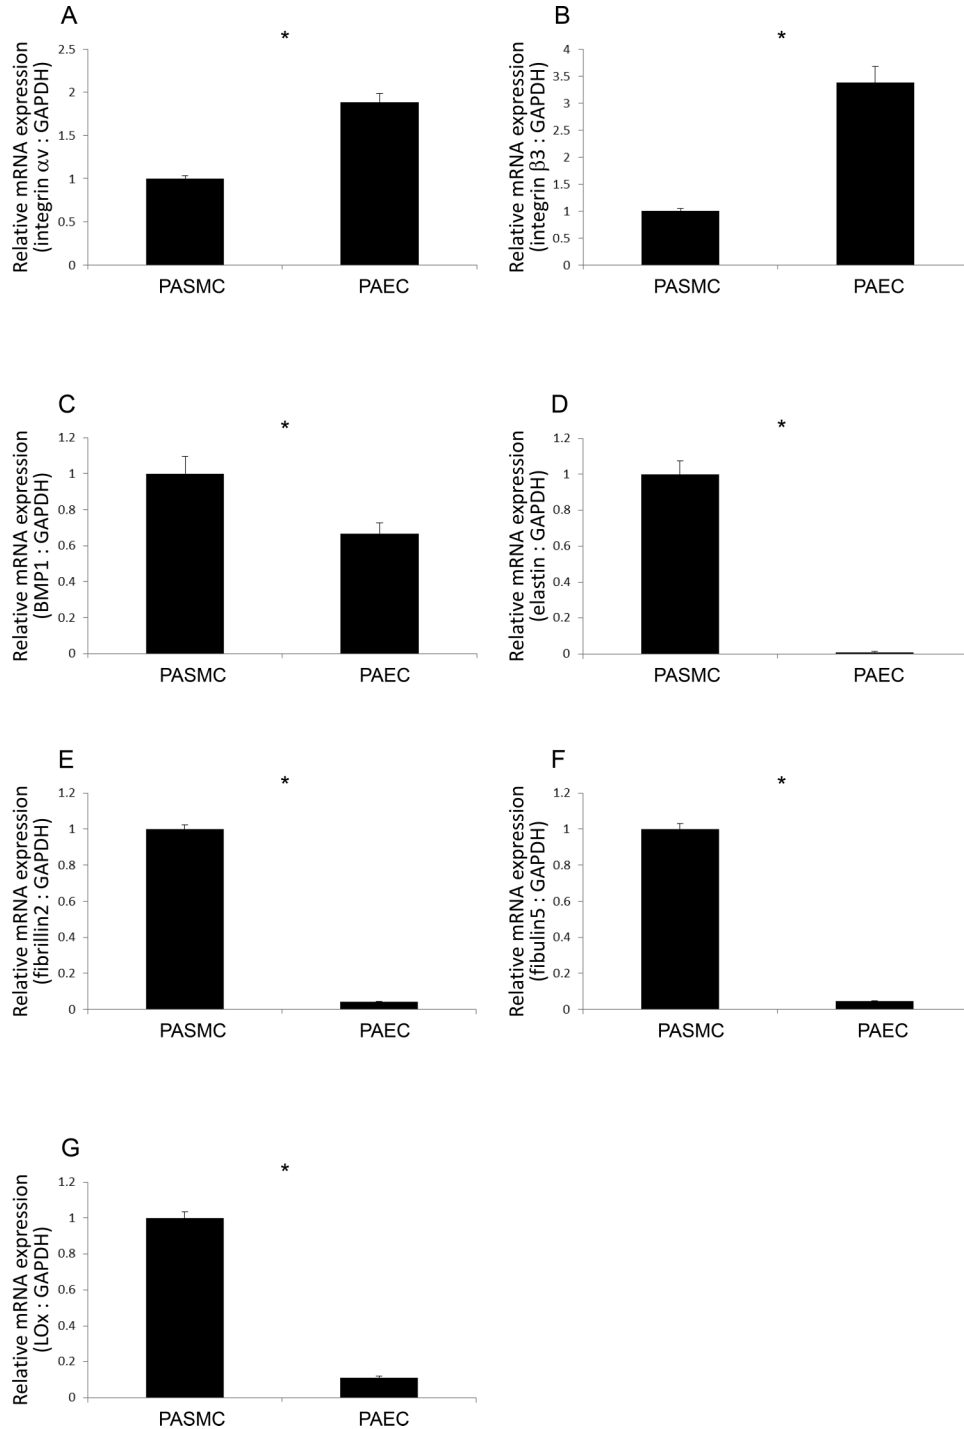 A
*
Relative mRNA expression
(integrin αv : GAPDH)
2.5
2
1.5
1
0.5
0
PASMC PAEC
B
*
Relative mRNA expression
(integrin β3 : GAPDH)
4
3.5
3
2.5
2
1.5
1
0.5
0
PASMC PAEC
C
*
Relative mRNA expression
(BMP1 : GAPDH)
1.2
1
0.8
0.6
0.4
0.2
0
PASMC PAEC
D
*
Relative mRNA expression
(elastin : GAPDH)
1.2
1
0.8
0.6
0.4
0.2
0
PASMC PAEC
E
*
Relative mRNA expression
(fibrillin2 : GAPDH)
1.2
1
0.8
0.6
0.4
0.2
0
PASMC PAEC
F
*
Relative mRNA expression
(fibulin5 : GAPDH)
1.2
1
0.8
0.6
0.4
0.2
0
PASMC PAEC
G
*
Relative mRNA expression
(LOx : GAPDH)
1.2
1
0.8
0.6
0.4
0.2
0
PASMC PAEC